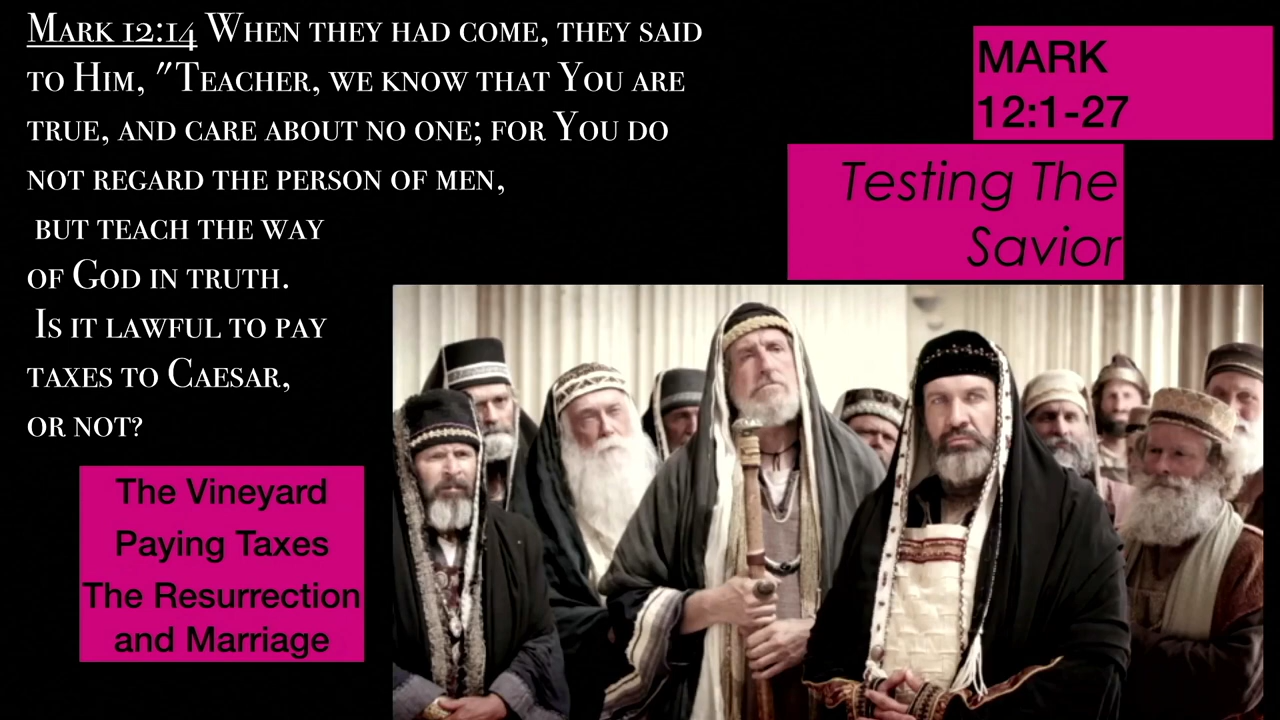 Mark 12:14 When they had come, they said
to Him, "Teacher, we know that You are
true, and care about no one; for You do
not regard the person of men,
but teach the way
of God in truth.
Is it lawful to pay
taxes to Caesar,
or not?
MARK
12:1-27
Testing The
Savior
The Vineyard
Paying Taxes
The Resurrection
and Marriage